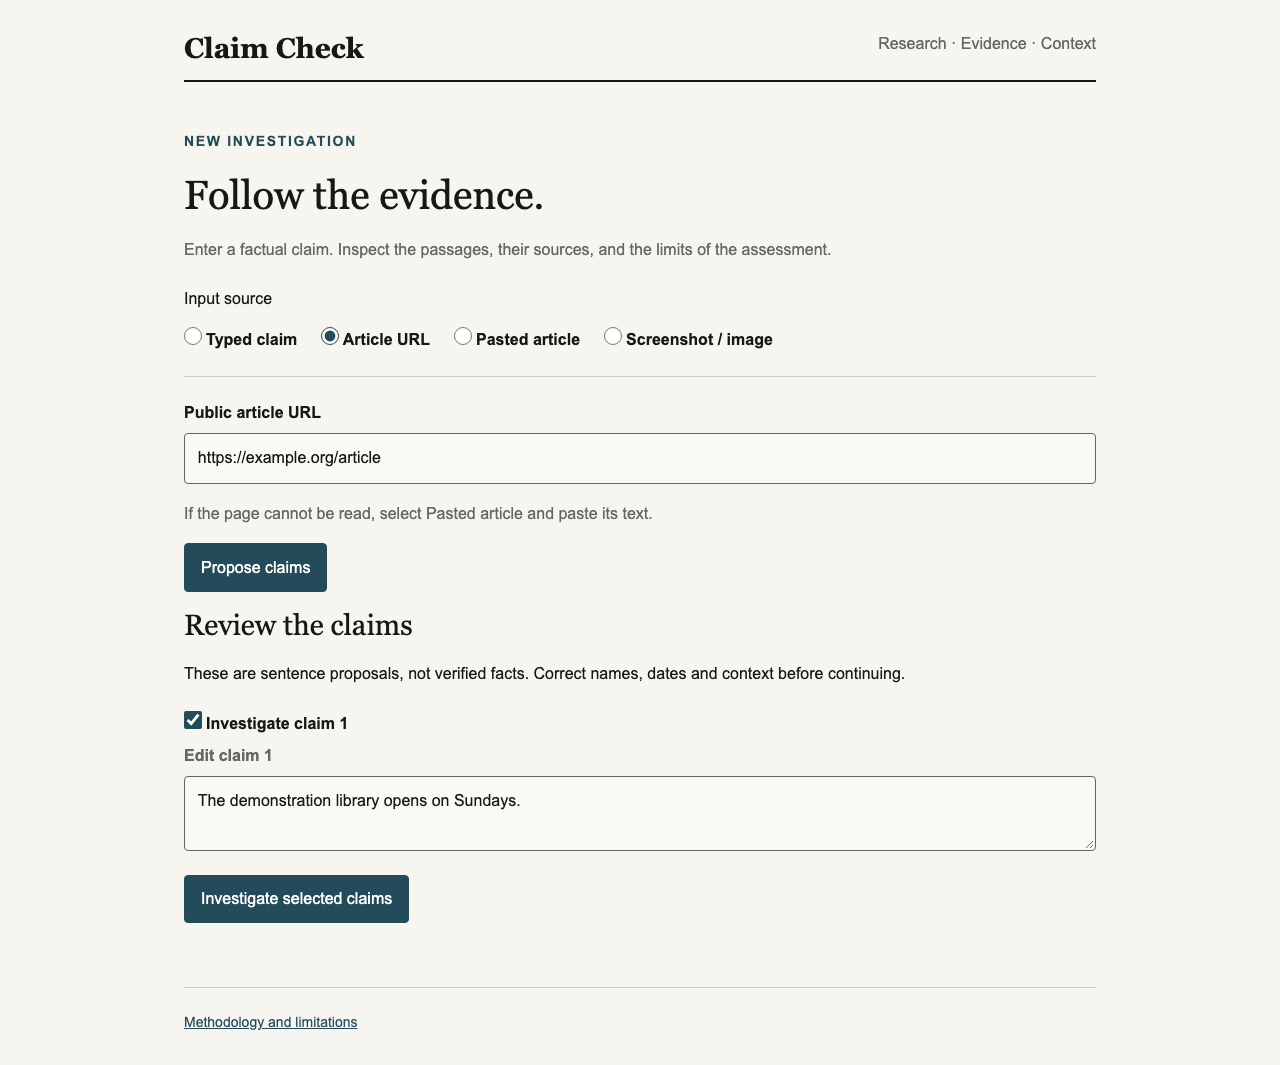 Claim Check
Research · Evidence · Context
NEW INVESTIGATION
Follow the evidence.
Enter a factual claim. Inspect the passages, their sources, and the limits of the assessment.
Input source
Typed claim
Article URL
Pasted article
Screenshot / image
Public article URL
https://example.org/article
If the page cannot be read, select Pasted article and paste its text.
Propose claims
Review the claims
These are sentence proposals, not verified facts. Correct names, dates and context before continuing.
Investigate claim 1
Edit claim 1
The demonstration library opens on Sundays.
Investigate selected claims
Methodology and limitations